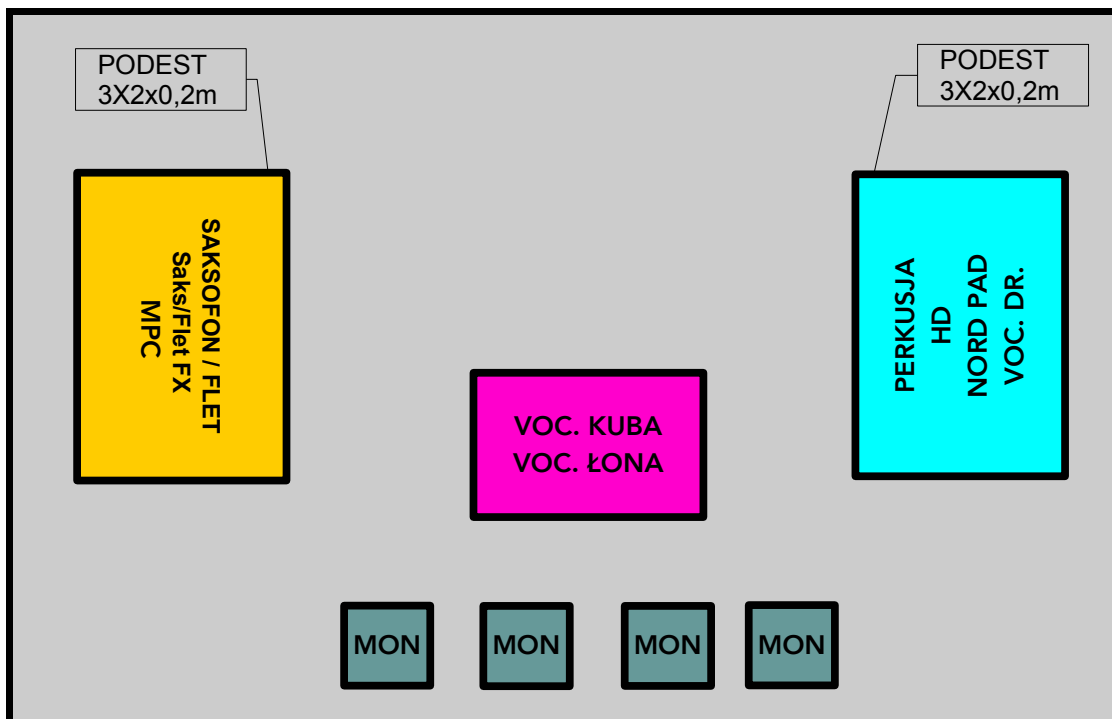 PODEST
3X2x0,2m
PODEST
3X2x0,2m
SAKSOFON / FLET
Saks/Flet FX
MPC
PERKUSJA
HD
NORD PAD
VOC. DR.
VOC. KUBA
VOC. ŁONA
MON
MON
MON
MON